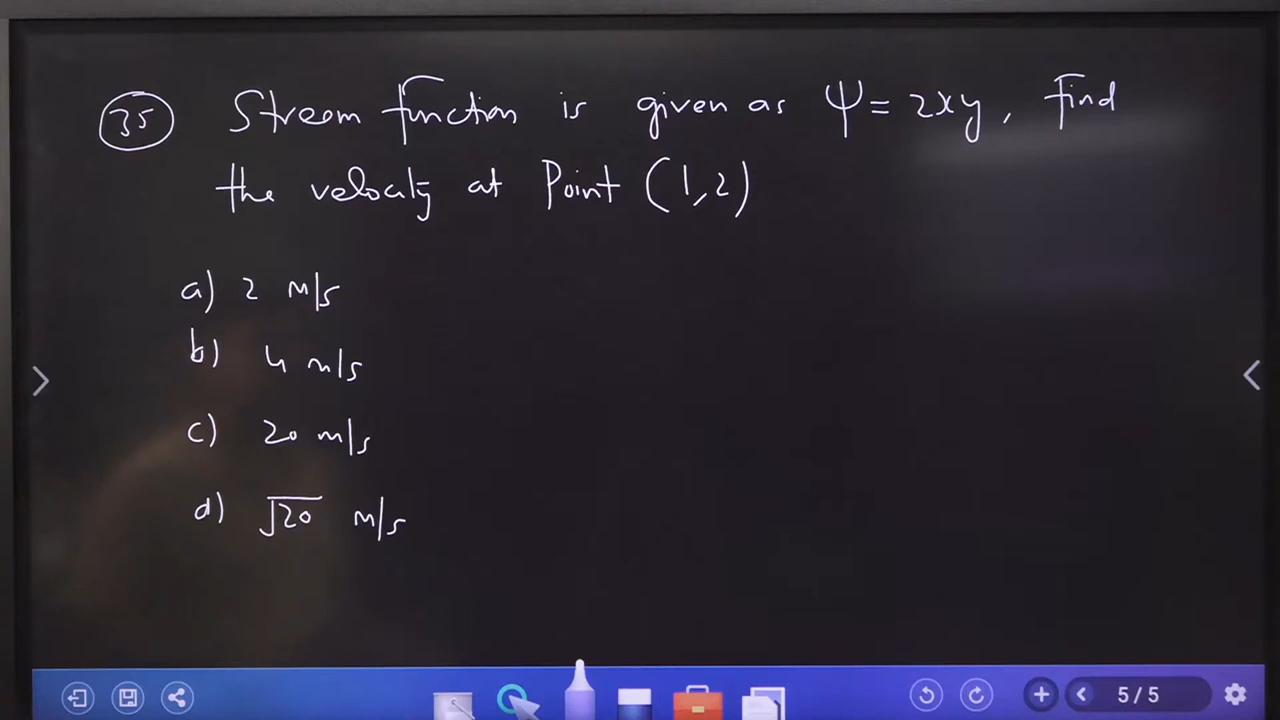 35 Stream function is given as Ψ = 2xy, find
the velocity at Point (1,2)
a) 2 m/s
b) 4 m/s
c) 20 m/s
d) √20 m/s
5/5